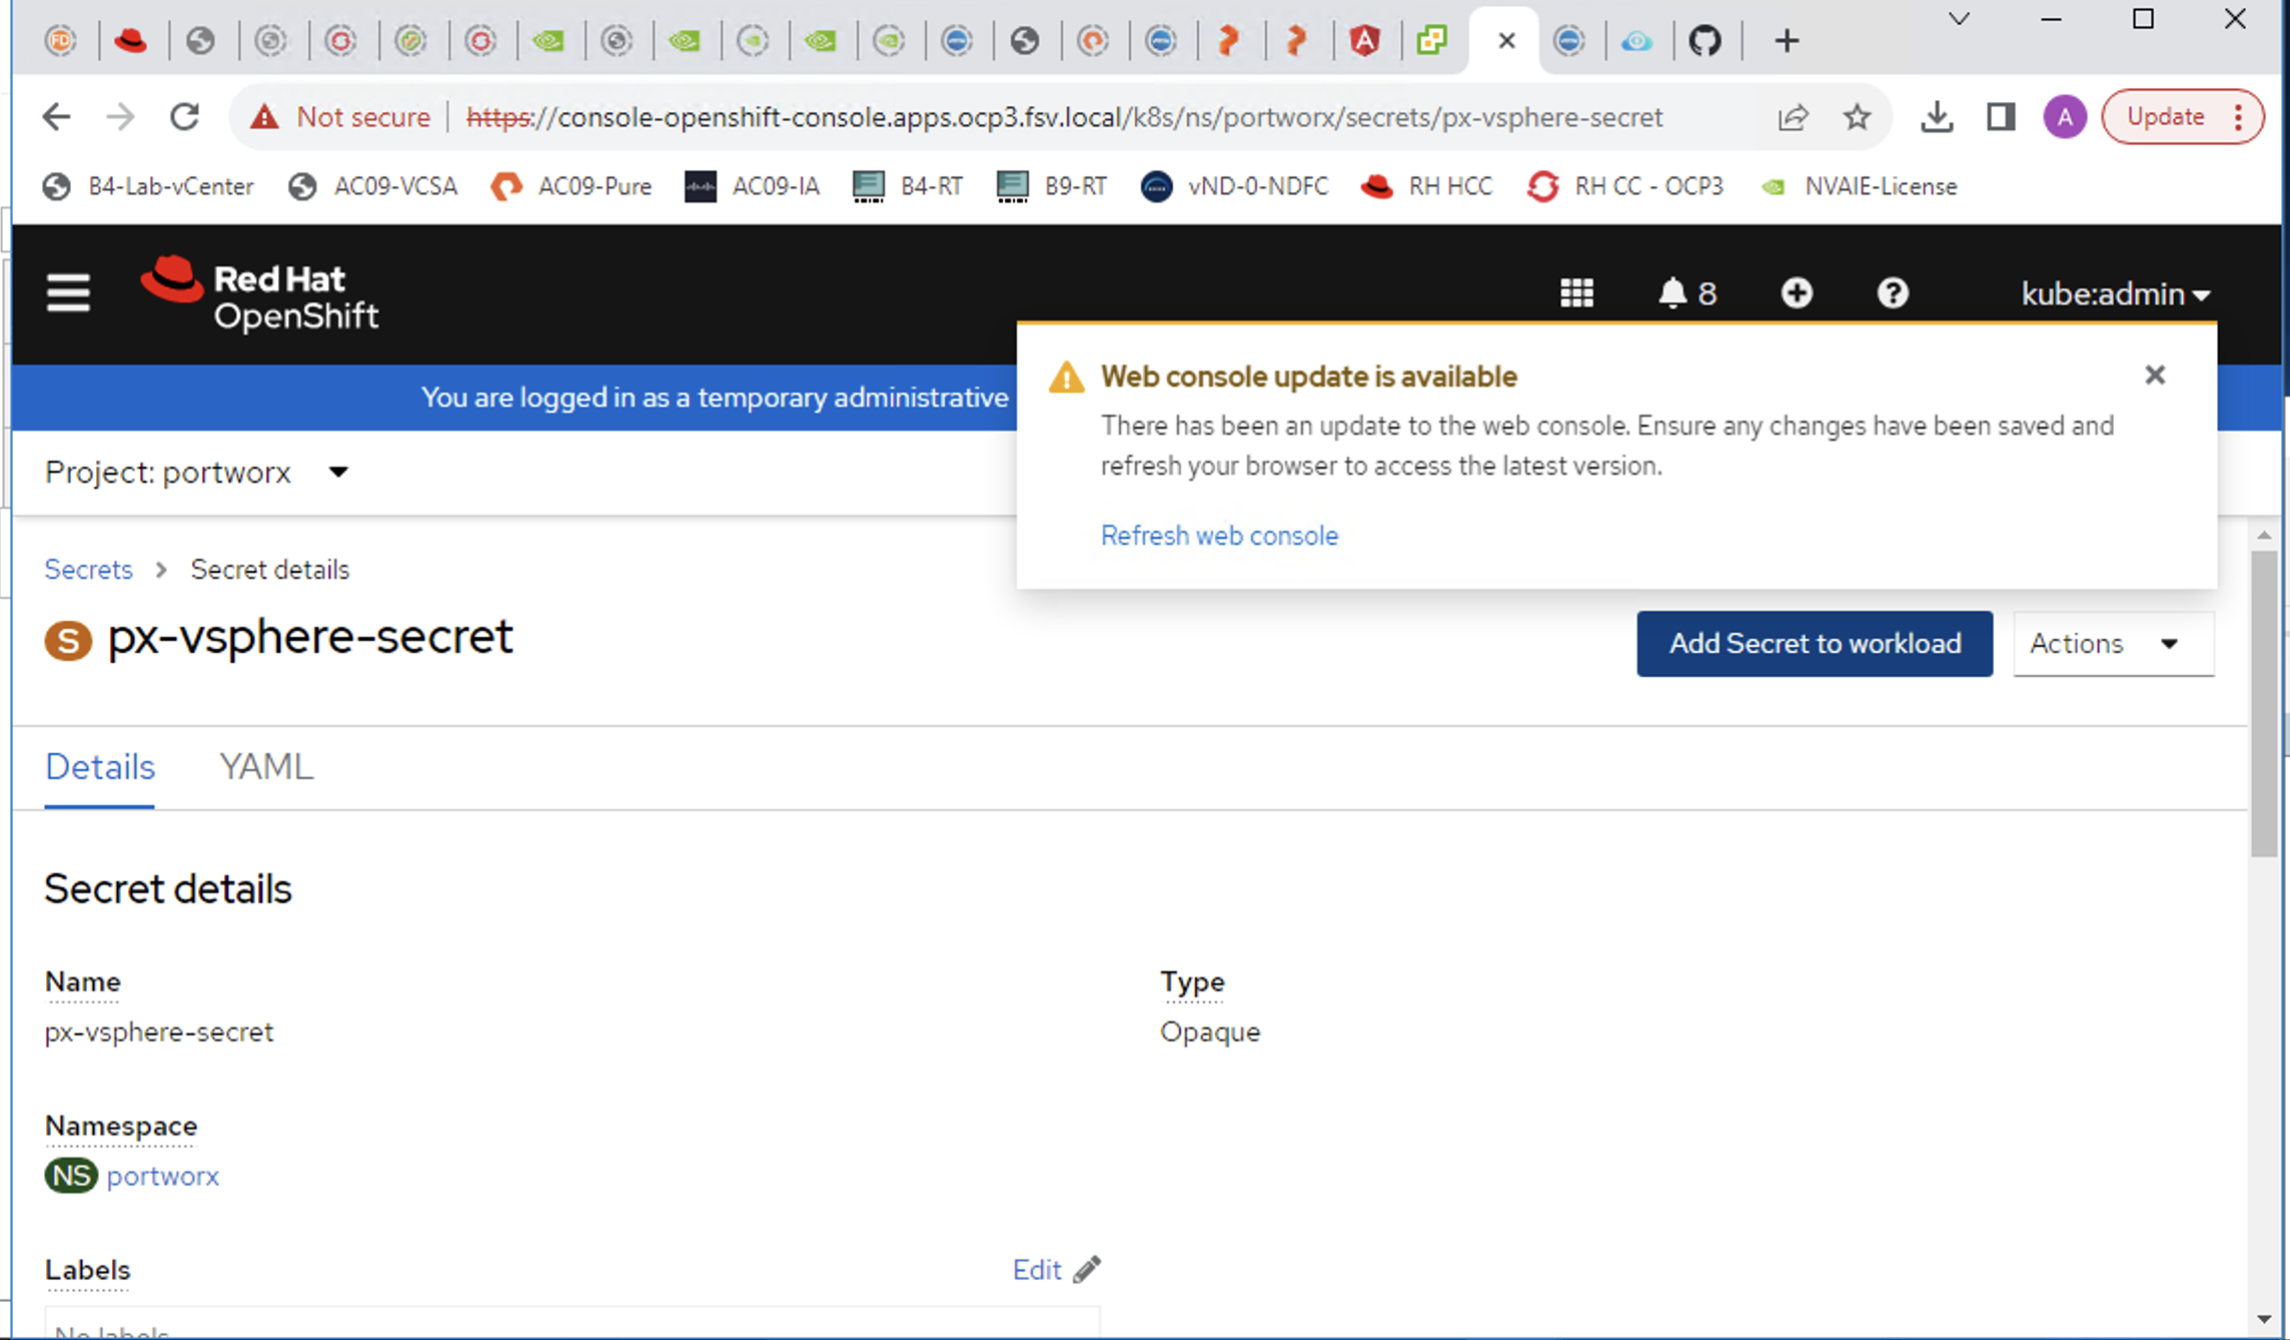 Not secure | https://console-openshift-console.apps.ocp3.fsv.local/k8s/ns/portworx/secrets/px-vsphere-secret
A
Update
B4-Lab-vCenter
AC09-VCSA
AC09-Pure
AC09-IA
B4-RT
B9-RT
vND-0-NDFC
RH HCC
RH CC - OCP3
NVAIE-License
Red Hat
OpenShift
8
kube:admin
You are logged in as a temporary administrative
Web console update is available
There has been an update to the web console. Ensure any changes have been saved and
refresh your browser to access the latest version.
Refresh web console
Project: portworx
Secrets > Secret details
S px-vsphere-secret
Add Secret to workload
Actions
Details
YAML
Secret details
Name
px-vsphere-secret
Type
Opaque
Namespace
NS portworx
Labels
Edit
No labels